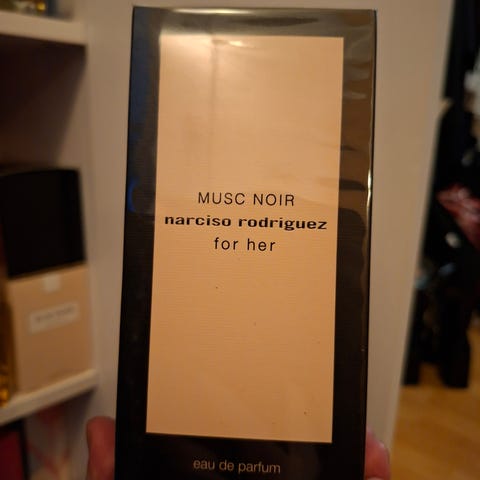 MUSC NOIR
narciso rodriguez
for her
eau de parfum